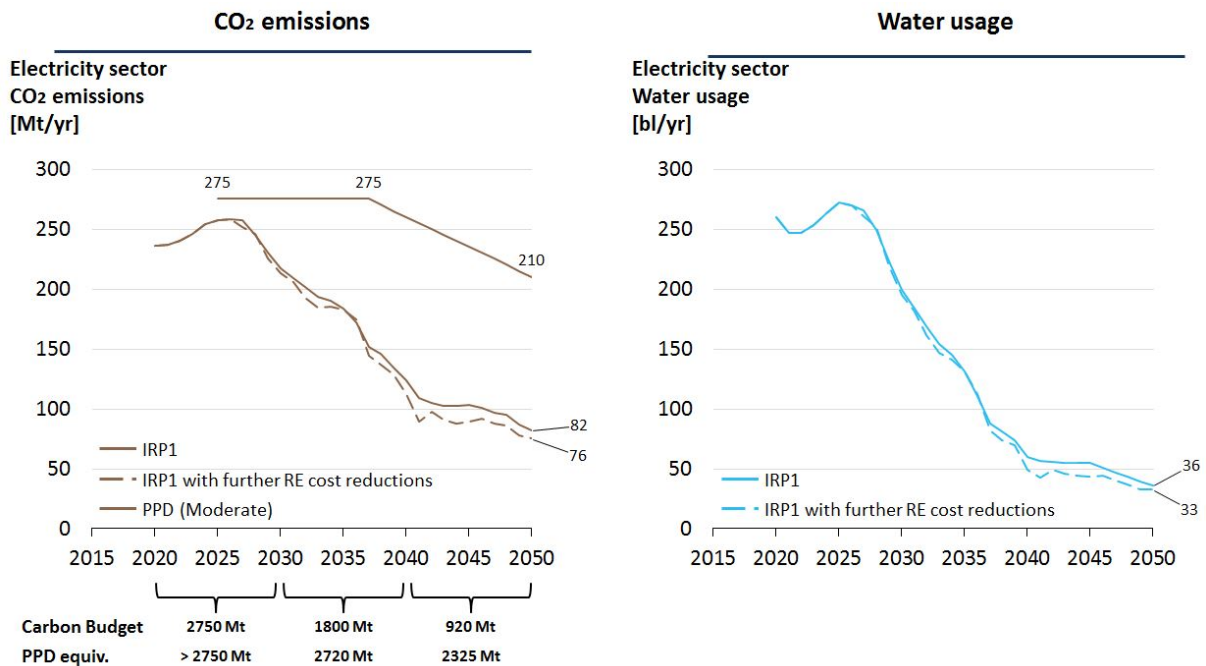 CO2 emissions
Electricity sector
CO2 emissions
[Mt/yr]
300
250
200
150
100
50
0
275
275
210
82
76
IRP1
IRP1 with further RE cost reductions
PPD (Moderate)
2015 2020 2025 2030 2035 2040 2045 2050
Carbon Budget 2750 Mt 1800 Mt 920 Mt
PPD equiv. > 2750 Mt 2720 Mt 2325 Mt
Water usage
Electricity sector
Water usage
[bl/yr]
300
250
200
150
100
50
0
36
33
IRP1
IRP1 with further RE cost reductions
2015 2020 2025 2030 2035 2040 2045 2050